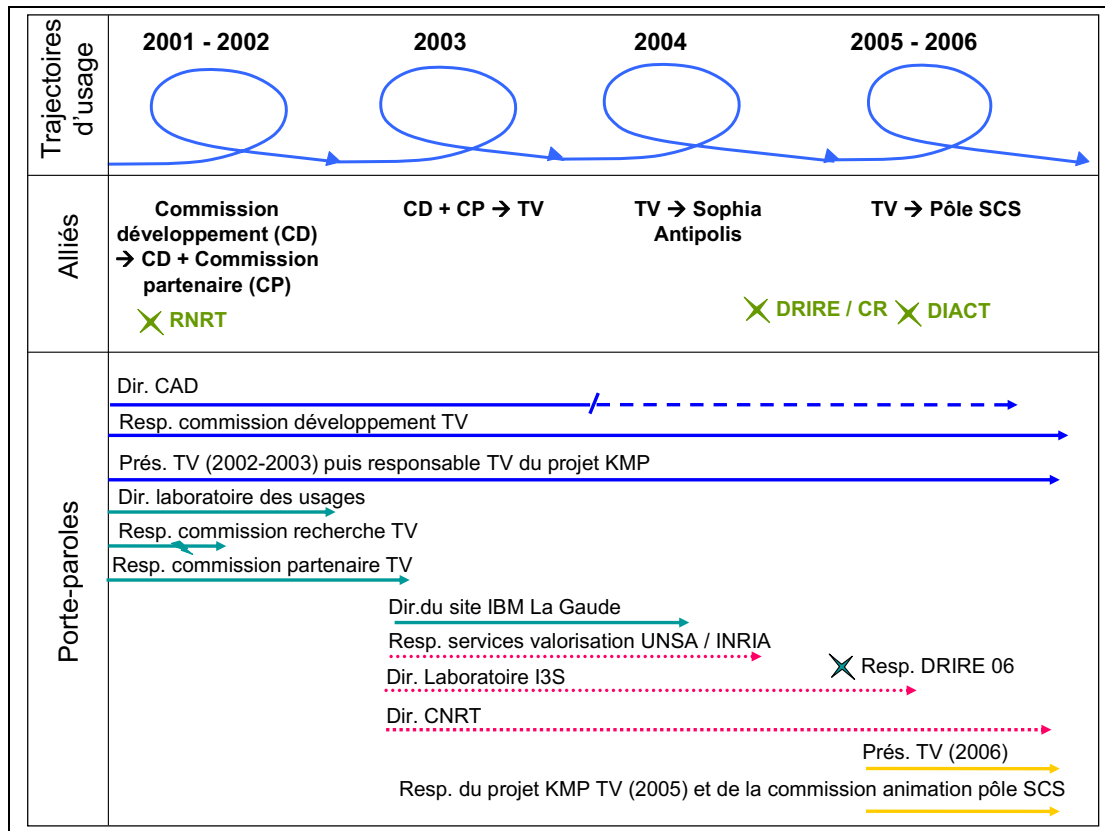 Trajectoires
d'usage
2001 - 2002
2003
2004
2005 - 2006
Alliés
Commission
développement (CD)
→ CD + Commission
partenaire (CP)
CD + CP → TV
TV → Sophia
Antipolis
TV → Pôle SCS
RNRT
DRIRE / CR
DIACT
Porte-paroles
Dir. CAD
Resp. commission développement TV
Prés. TV (2002-2003) puis responsable TV du projet KMP
Dir. laboratoire des usages
Resp. commission recherche TV
Resp. commission partenaire TV
Dir.du site IBM La Gaude
Resp. services valorisation UNSA / INRIA
Resp. DRIRE 06
Dir. Laboratoire I3S
Dir. CNRT
Prés. TV (2006)
Resp. du projet KMP TV (2005) et de la commission animation pôle SCS